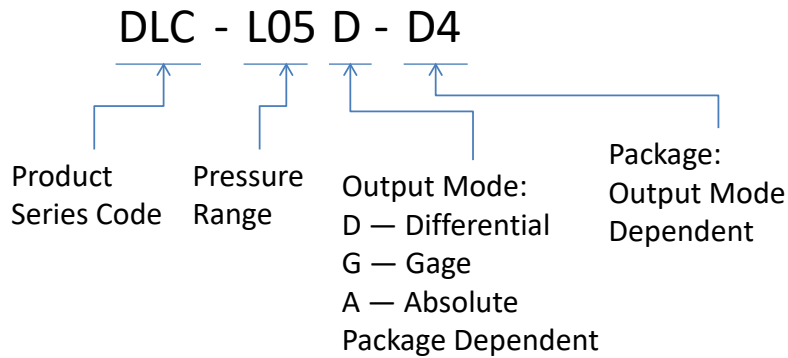 DLC - L05 D - D4
Product
Series Code
Pressure
Range
Output Mode:
D — Differential
G — Gage
A — Absolute
Package Dependent
Package:
Output Mode
Dependent